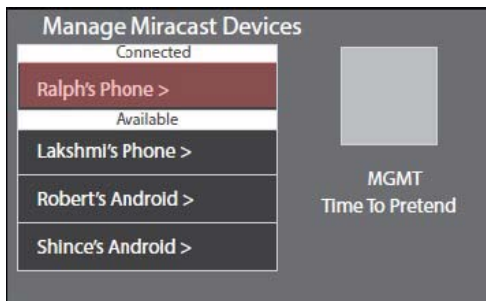 Manage Miracast Devices
Connected
Ralph's Phone >
Available
Lakshmi's Phone >
Robert's Android >
Shince's Android >
MGMT
Time To Pretend